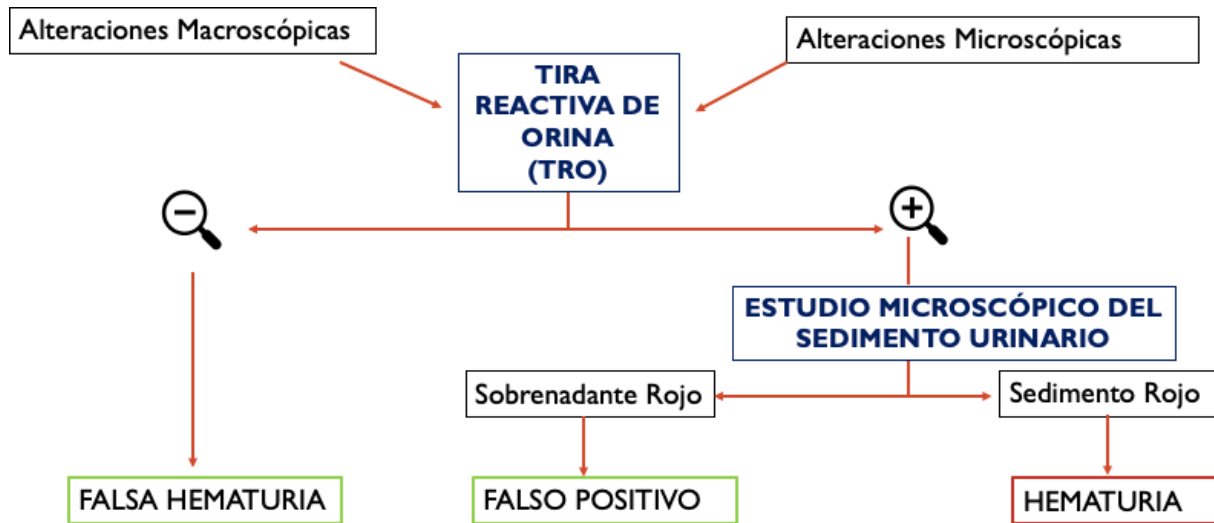 Alteraciones Macroscópicas
Alteraciones Microscópicas
TIRA
REACTIVA DE
ORINA
(TRO)
ESTUDIO MICROSCÓPICO DEL
SEDIMENTO URINARIO
Sobrenadante Rojo
Sedimento Rojo
FALSA HEMATURIA
FALSO POSITIVO
HEMATURIA